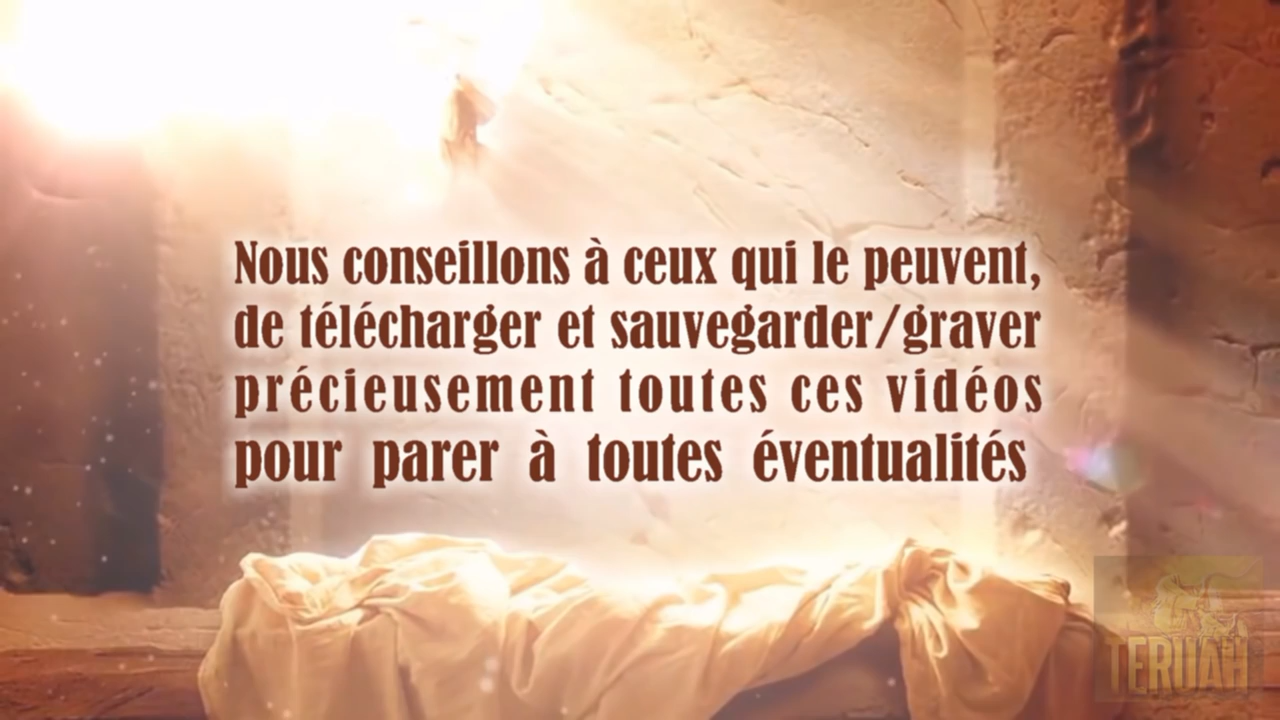 Nous conseillons à ceux qui le peuvent,
de télécharger et sauvegarder/graver
précieusement toutes ces vidéos
pour parer à toutes éventualités
TERUAH